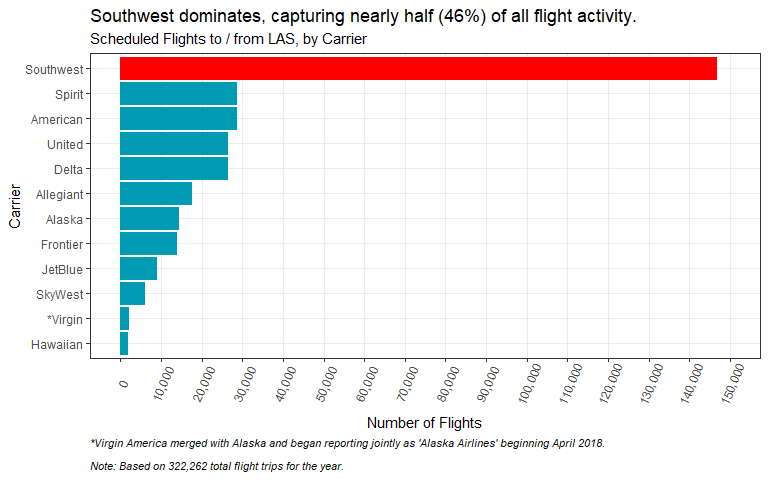 Southwest dominates, capturing nearly half (46%) of all flight activity.
Scheduled Flights to / from LAS, by Carrier
Carrier
Southwest
Spirit
American
United
Delta
Allegiant
Alaska
Frontier
JetBlue
SkyWest
*Virgin
Hawaiian
0
10,000
20,000
30,000
40,000
50,000
60,000
70,000
80,000
90,000
100,000
110,000
120,000
130,000
140,000
150,000
Number of Flights
*Virgin America merged with Alaska and began reporting jointly as 'Alaska Airlines' beginning April 2018.
Note: Based on 322,262 total flight trips for the year.